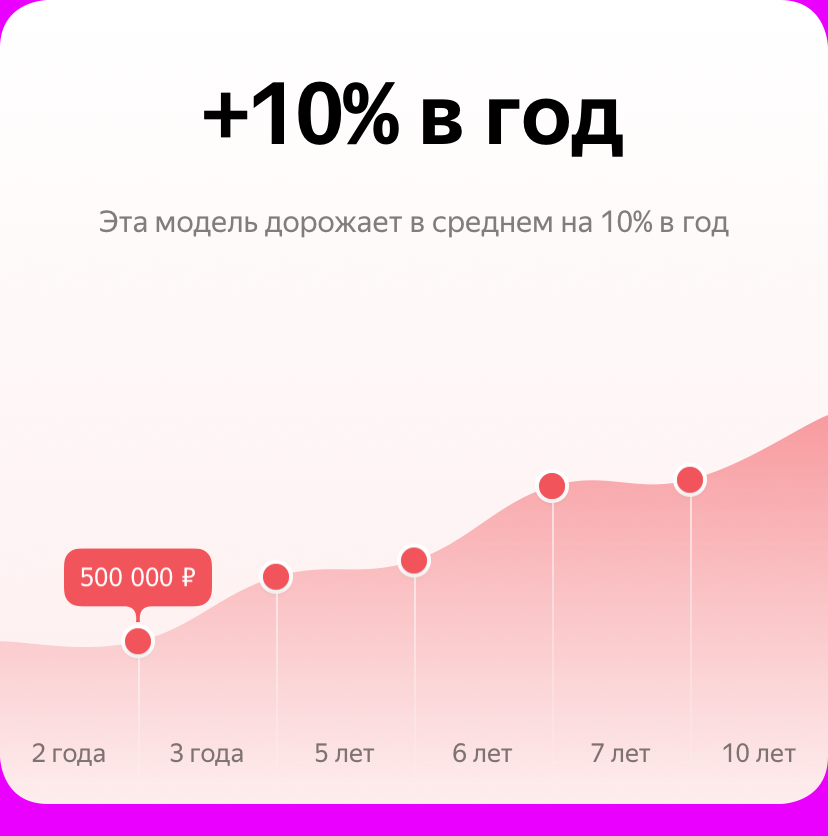 +10% в год
Эта модель дорожает в среднем на 10% в год
500 000 ₽
2 года 3 года 5 лет 6 лет 7 лет 10 лет